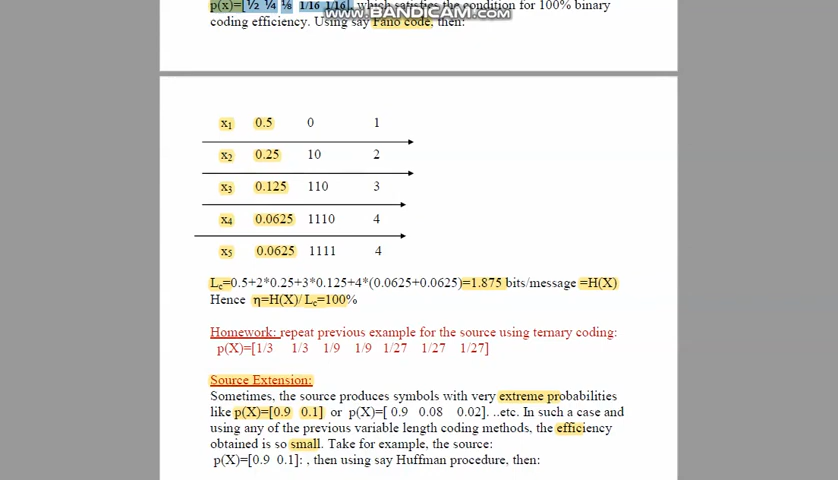 p(x)=[½ ¼ ⅛ 1/16 1/16], which satisfies the condition for 100% binary
www.BANDICAM.com
coding efficiency. Using say Fano code, then:
x1 0.5 0 1
x2 0.25 10 2
x3 0.125 110 3
x4 0.0625 1110 4
x5 0.0625 1111 4
Lc=0.5+2*0.25+3*0.125+4*(0.0625+0.0625)=1.875 bits/message =H(X)
Hence η=H(X)/ Lc=100%
Homework: repeat previous example for the source using ternary coding:
p(X)=[1/3 1/3 1/9 1/9 1/27 1/27 1/27]
Source Extension:
Sometimes, the source produces symbols with very extreme probabilities
like p(X)=[0.9 0.1] or p(X)=[ 0.9 0.08 0.02]. ..etc. In such a case and
using any of the previous variable length coding methods, the efficiency
obtained is so small. Take for example, the source:
p(X)=[0.9 0.1]: , then using say Huffman procedure, then: